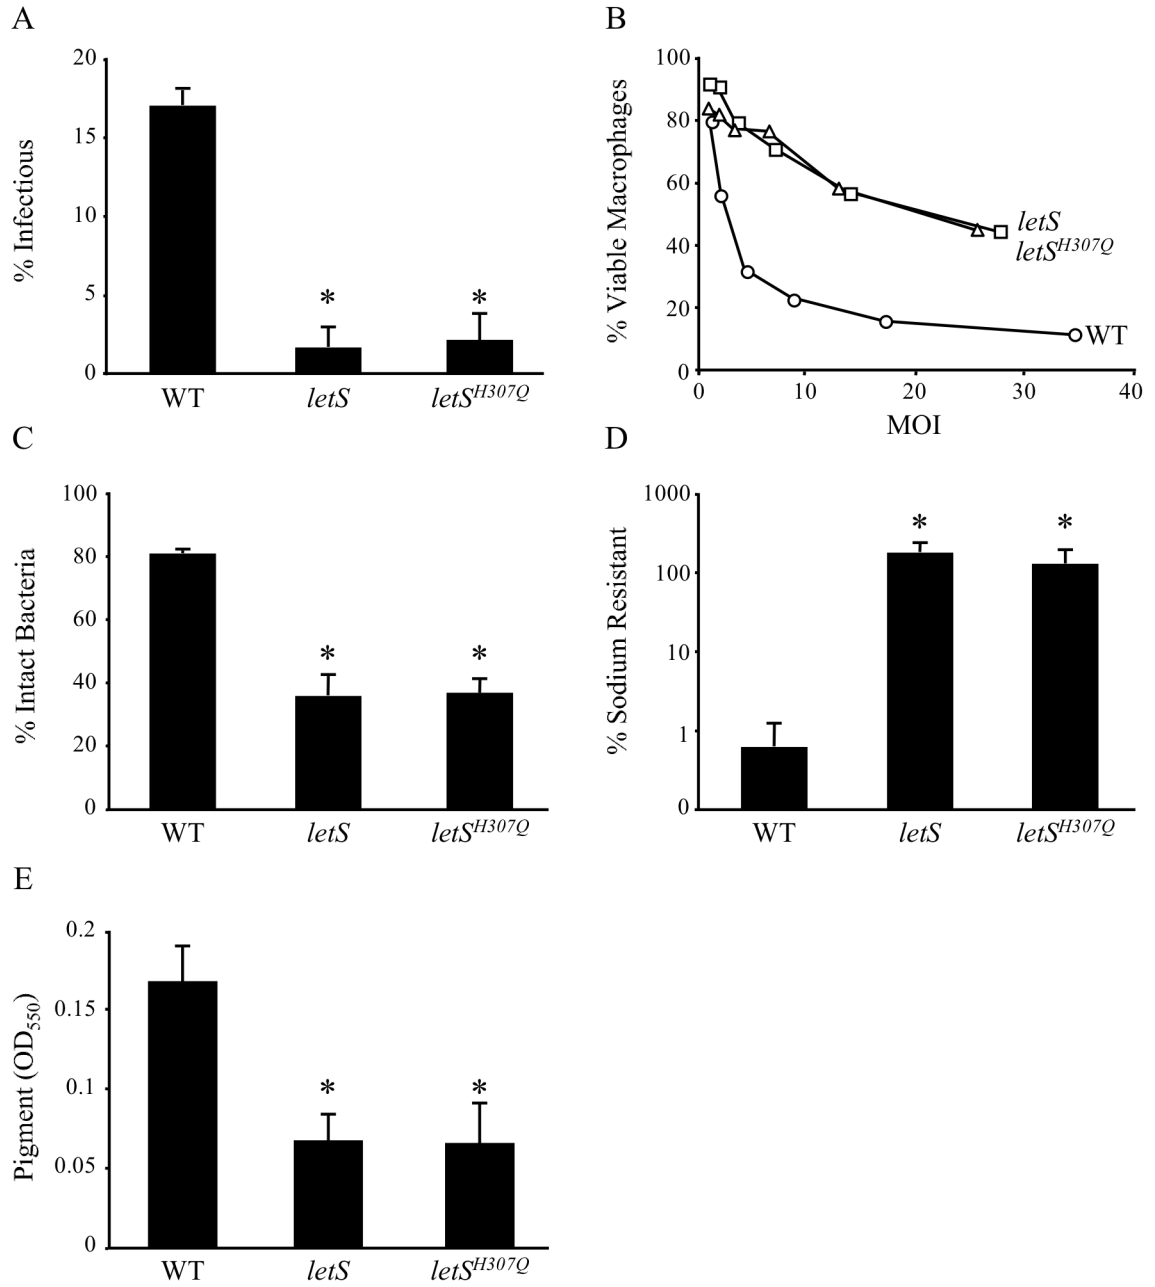 A
% Infectious
20
15
10
5
0
*
*
WT
letS
letS^H307Q
B
% Viable Macrophages
100
80
60
40
20
0
letS
letS^H307Q
WT
0
10
20
30
40
MOI
C
% Intact Bacteria
100
80
60
40
20
0
*
*
WT
letS
letS^H307Q
D
% Sodium Resistant
1000
100
10
1
0
*
*
WT
letS
letS^H307Q
E
Pigment (OD₅₅₀)
0.2
0.15
0.1
0.05
0
*
*
WT
letS
letS^H307Q